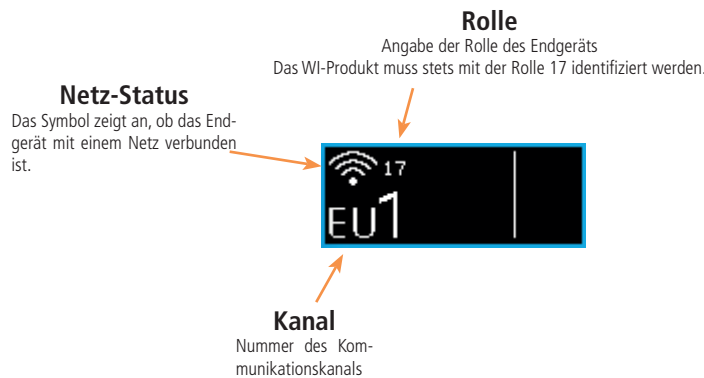 Rolle
Angabe der Rolle des Endgeräts
Das WI-Produkt muss stets mit der Rolle 17 identifiziert werden.
Netz-Status
Das Symbol zeigt an, ob das End-
gerät mit einem Netz verbunden
ist.
17
EU1
Kanal
Nummer des Kom-
munikationskanals